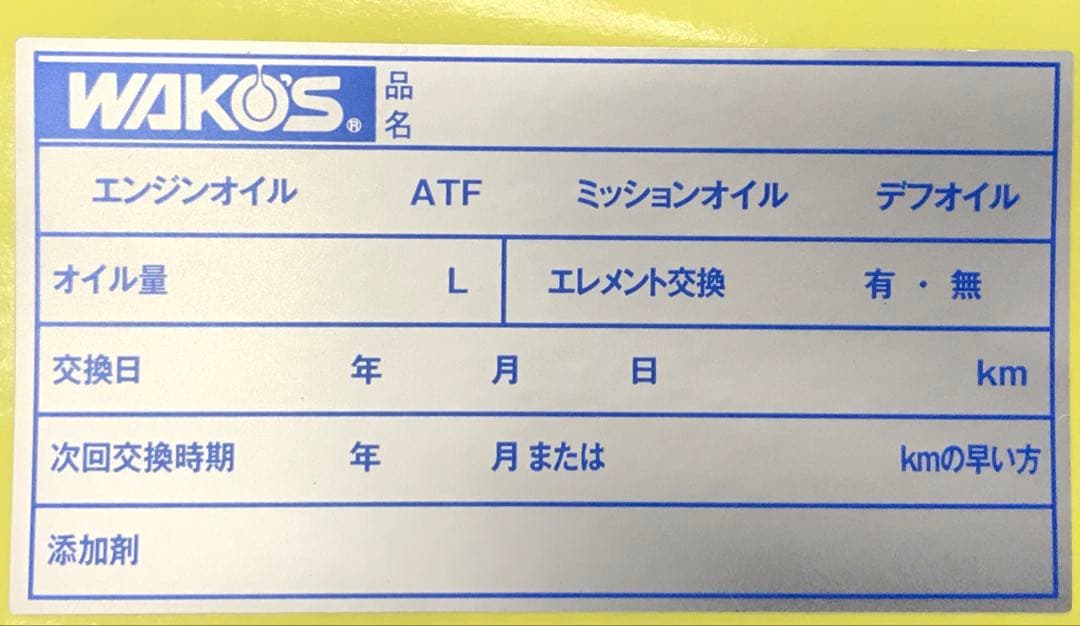 WAKO'S® 品名
エンジンオイル ATF ミッションオイル デフオイル
オイル量 L エレメント交換 有・無
交換日 年 月 日 km
次回交換時期 年 月または kmの早い方
添加剤